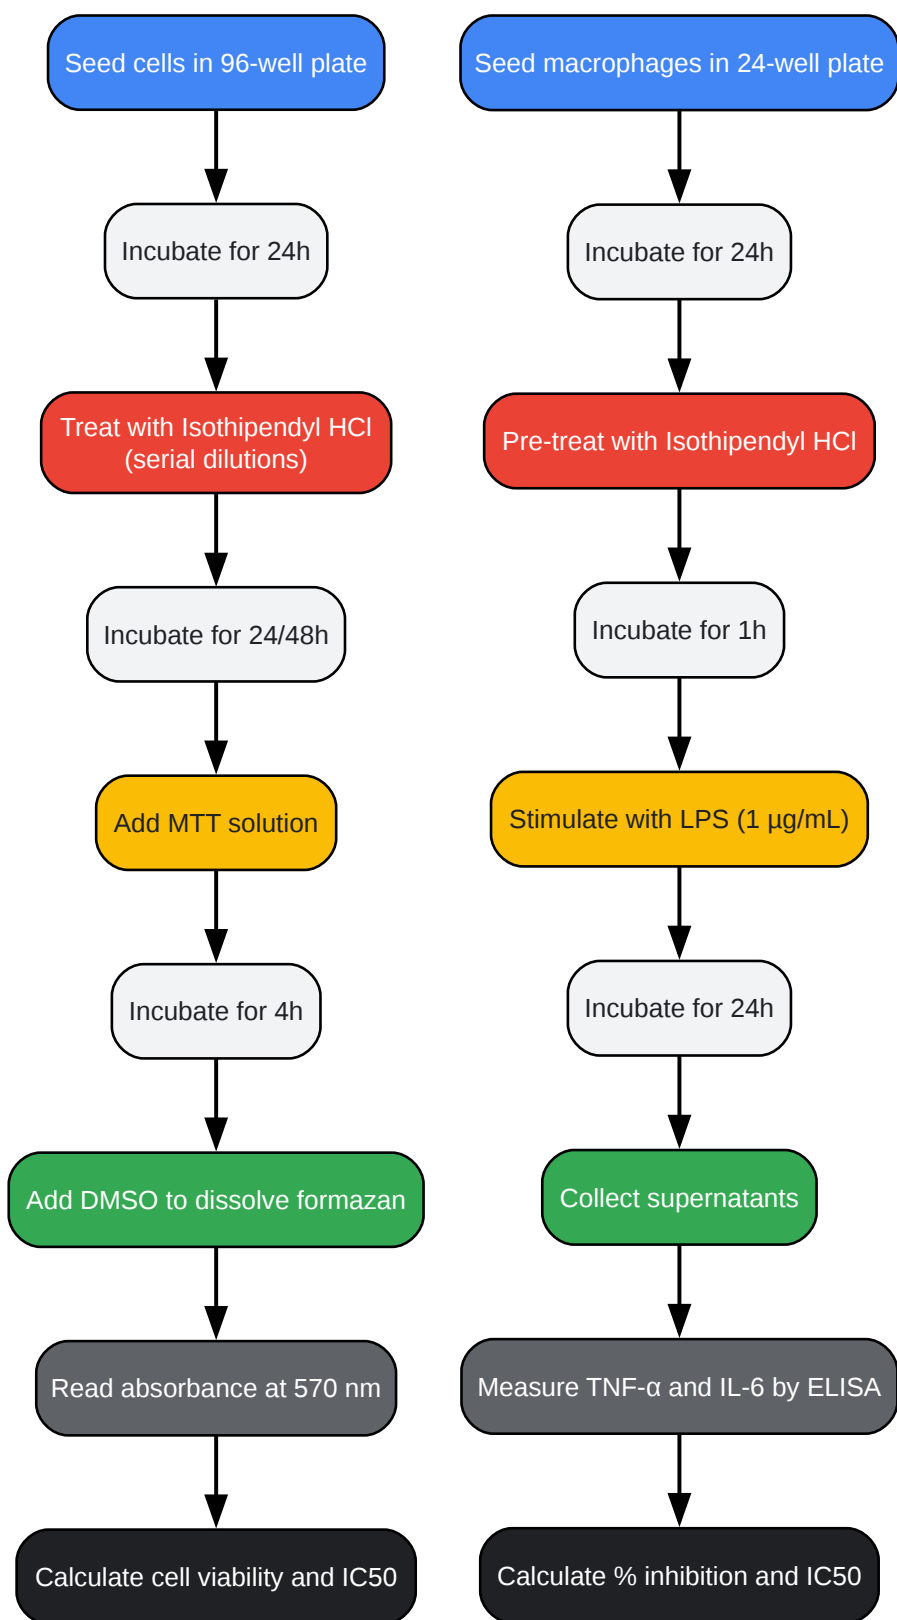 Seed cells in 96-well plate
Incubate for 24h
Treat with Isothipendyl HCl
(serial dilutions)
Incubate for 24/48h
Add MTT solution
Incubate for 4h
Add DMSO to dissolve formazan
Read absorbance at 570 nm
Calculate cell viability and IC50
Seed macrophages in 24-well plate
Incubate for 24h
Pre-treat with Isothipendyl HCl
Incubate for 1h
Stimulate with LPS (1 µg/mL)
Incubate for 24h
Collect supernatants
Measure TNF-α and IL-6 by ELISA
Calculate % inhibition and IC50